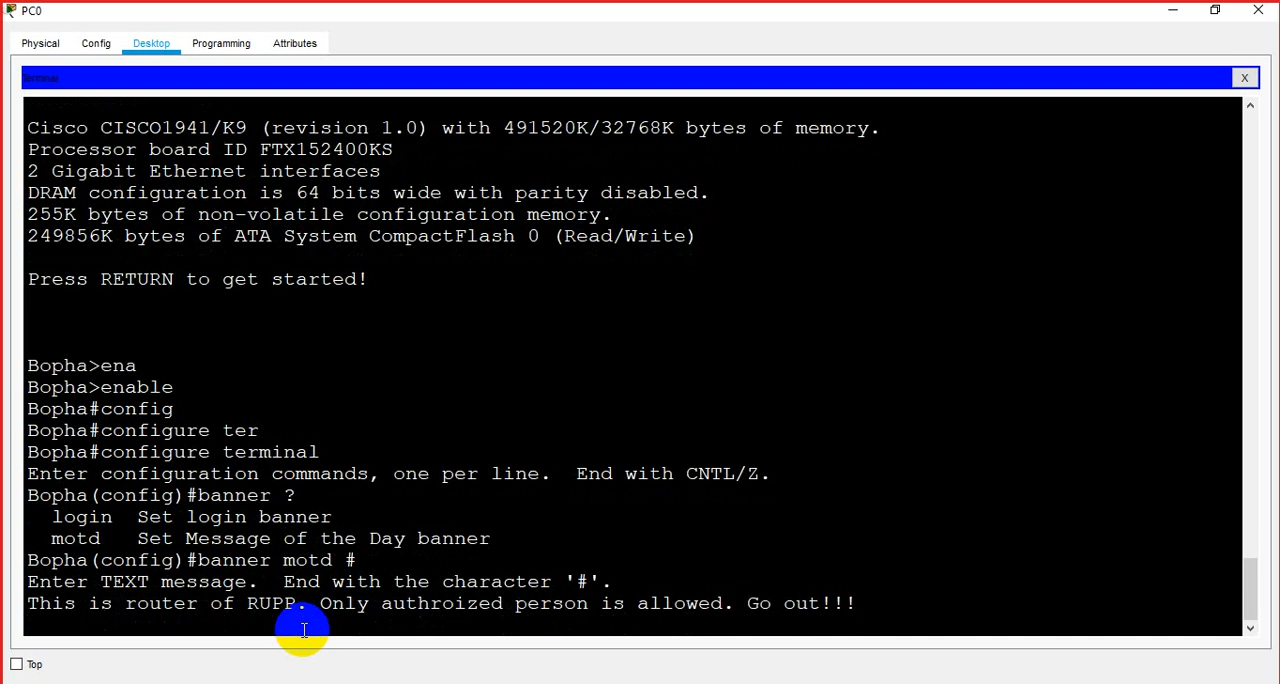 PC0
Physical Config Desktop Programming Attributes
Terminal
X
Cisco CISCO1941/K9 (revision 1.0) with 491520K/32768K bytes of memory.
Processor board ID FTX152400KS
2 Gigabit Ethernet interfaces
DRAM configuration is 64 bits wide with parity disabled.
255K bytes of non-volatile configuration memory.
249856K bytes of ATA System CompactFlash 0 (Read/Write)
Press RETURN to get started!
Bopha>ena
Bopha>enable
Bopha#config
Bopha#configure ter
Bopha#configure terminal
Enter configuration commands, one per line.  End with CNTL/Z.
Bopha(config)#banner ?
  login  Set login banner
  motd   Set Message of the Day banner
Bopha(config)#banner motd #
Enter TEXT message.  End with the character '#'.
This is router of RUPP. Only authroized person is allowed. Go out!!!
Top